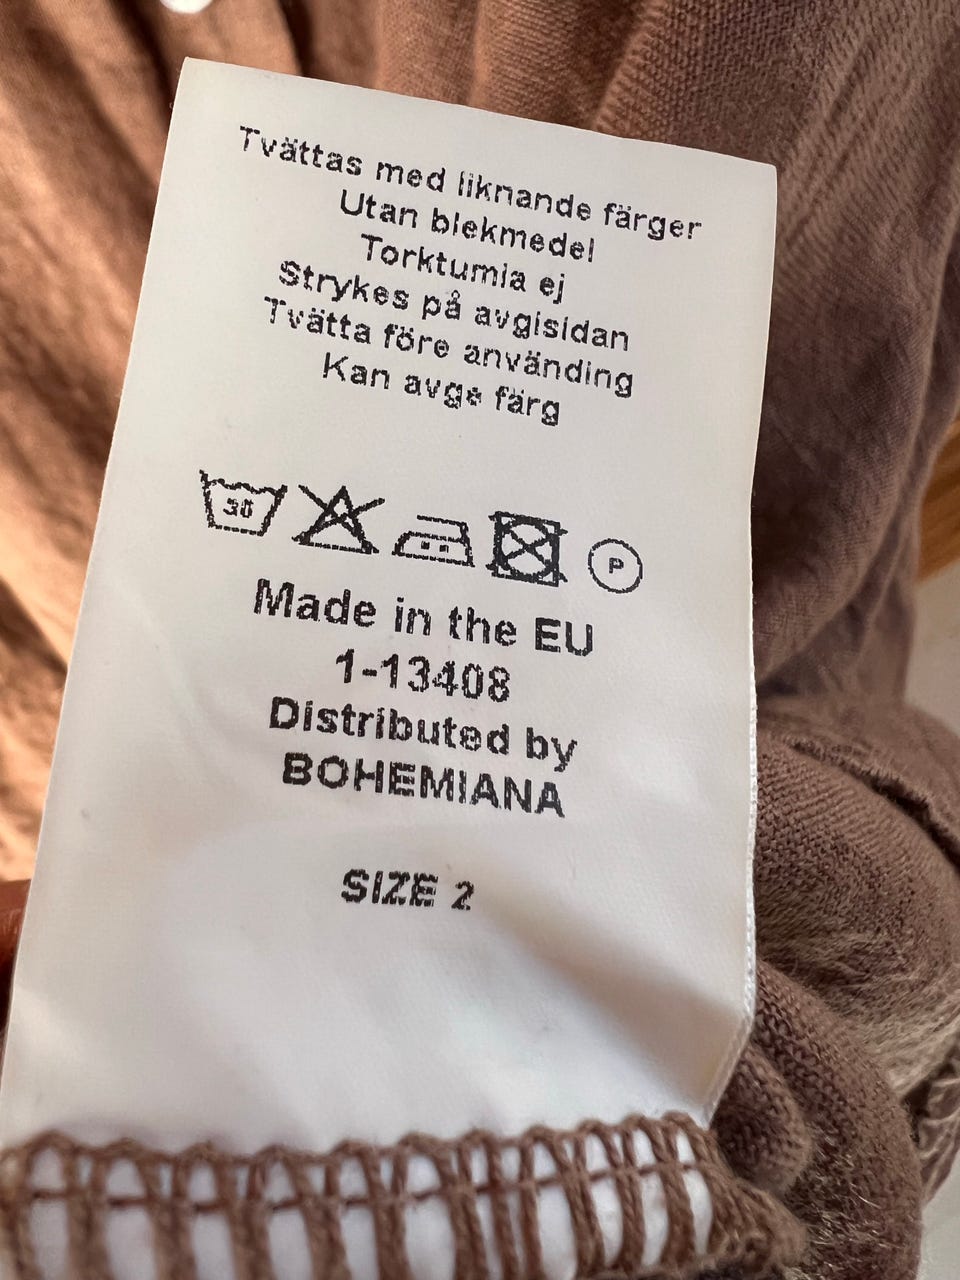 Tvättas med liknande färger
Utan blekmedel
Torktumla ej
Strykes på avgisidan
Tvätta före använding
Kan avge färg
30
P
Made in the EU
1-13408
Distributed by
BOHEMIANA
SIZE 2